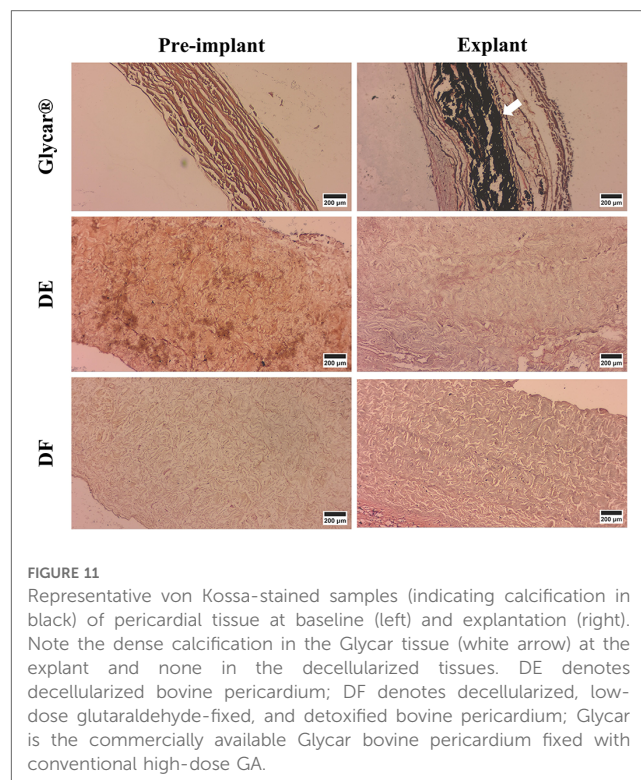 Pre-implant Explant
Glycar®
200 µm 200 µm
DE
200 µm 200 µm
DF
200 µm 200 µm
FIGURE 11
Representative von Kossa-stained samples (indicating calcification in
black) of pericardial tissue at baseline (left) and explantation (right).
Note the dense calcification in the Glycar tissue (white arrow) at the
explant and none in the decellularized tissues. DE denotes
decellularized bovine pericardium; DF denotes decellularized, low-
dose glutaraldehyde-fixed, and detoxified bovine pericardium; Glycar
is the commercially available Glycar bovine pericardium fixed with
conventional high-dose GA.